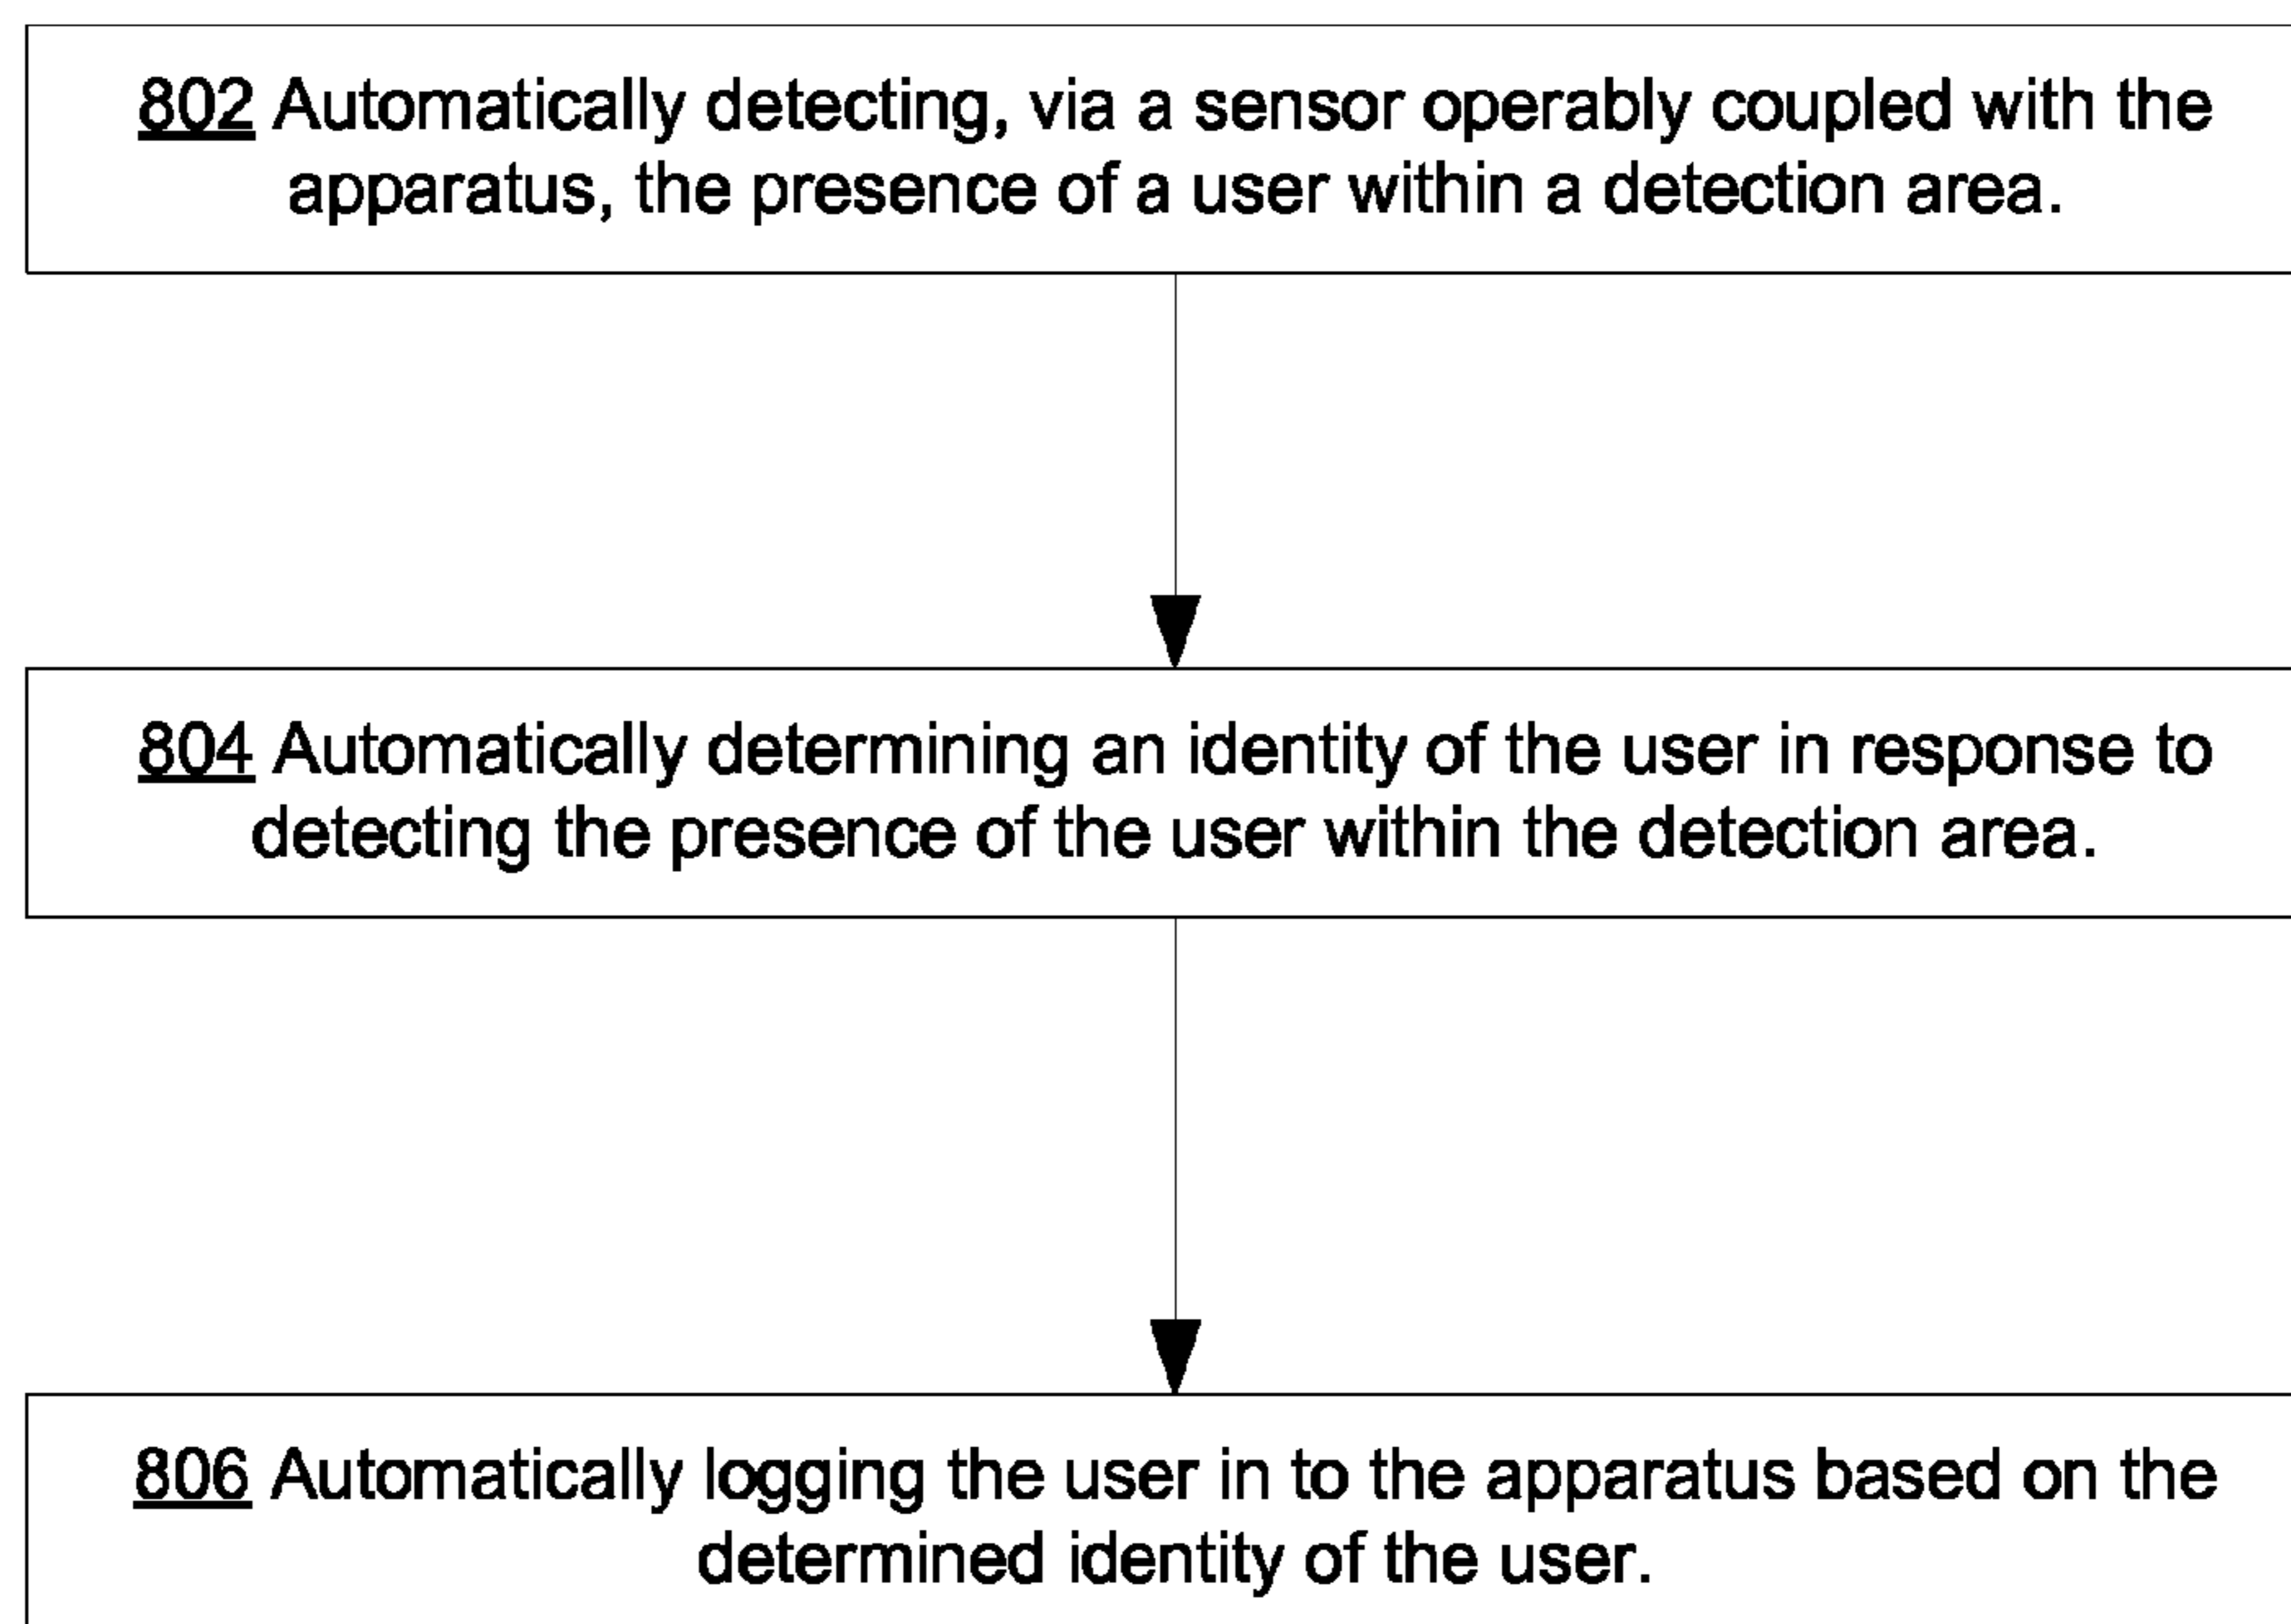 802 Automatically detecting, via a sensor operably coupled with the
apparatus, the presence of a user within a detection area.
804 Automatically determining an identity of the user in response to
detecting the presence of the user within the detection area.
806 Automatically logging the user in to the apparatus based on the
determined identity of the user.